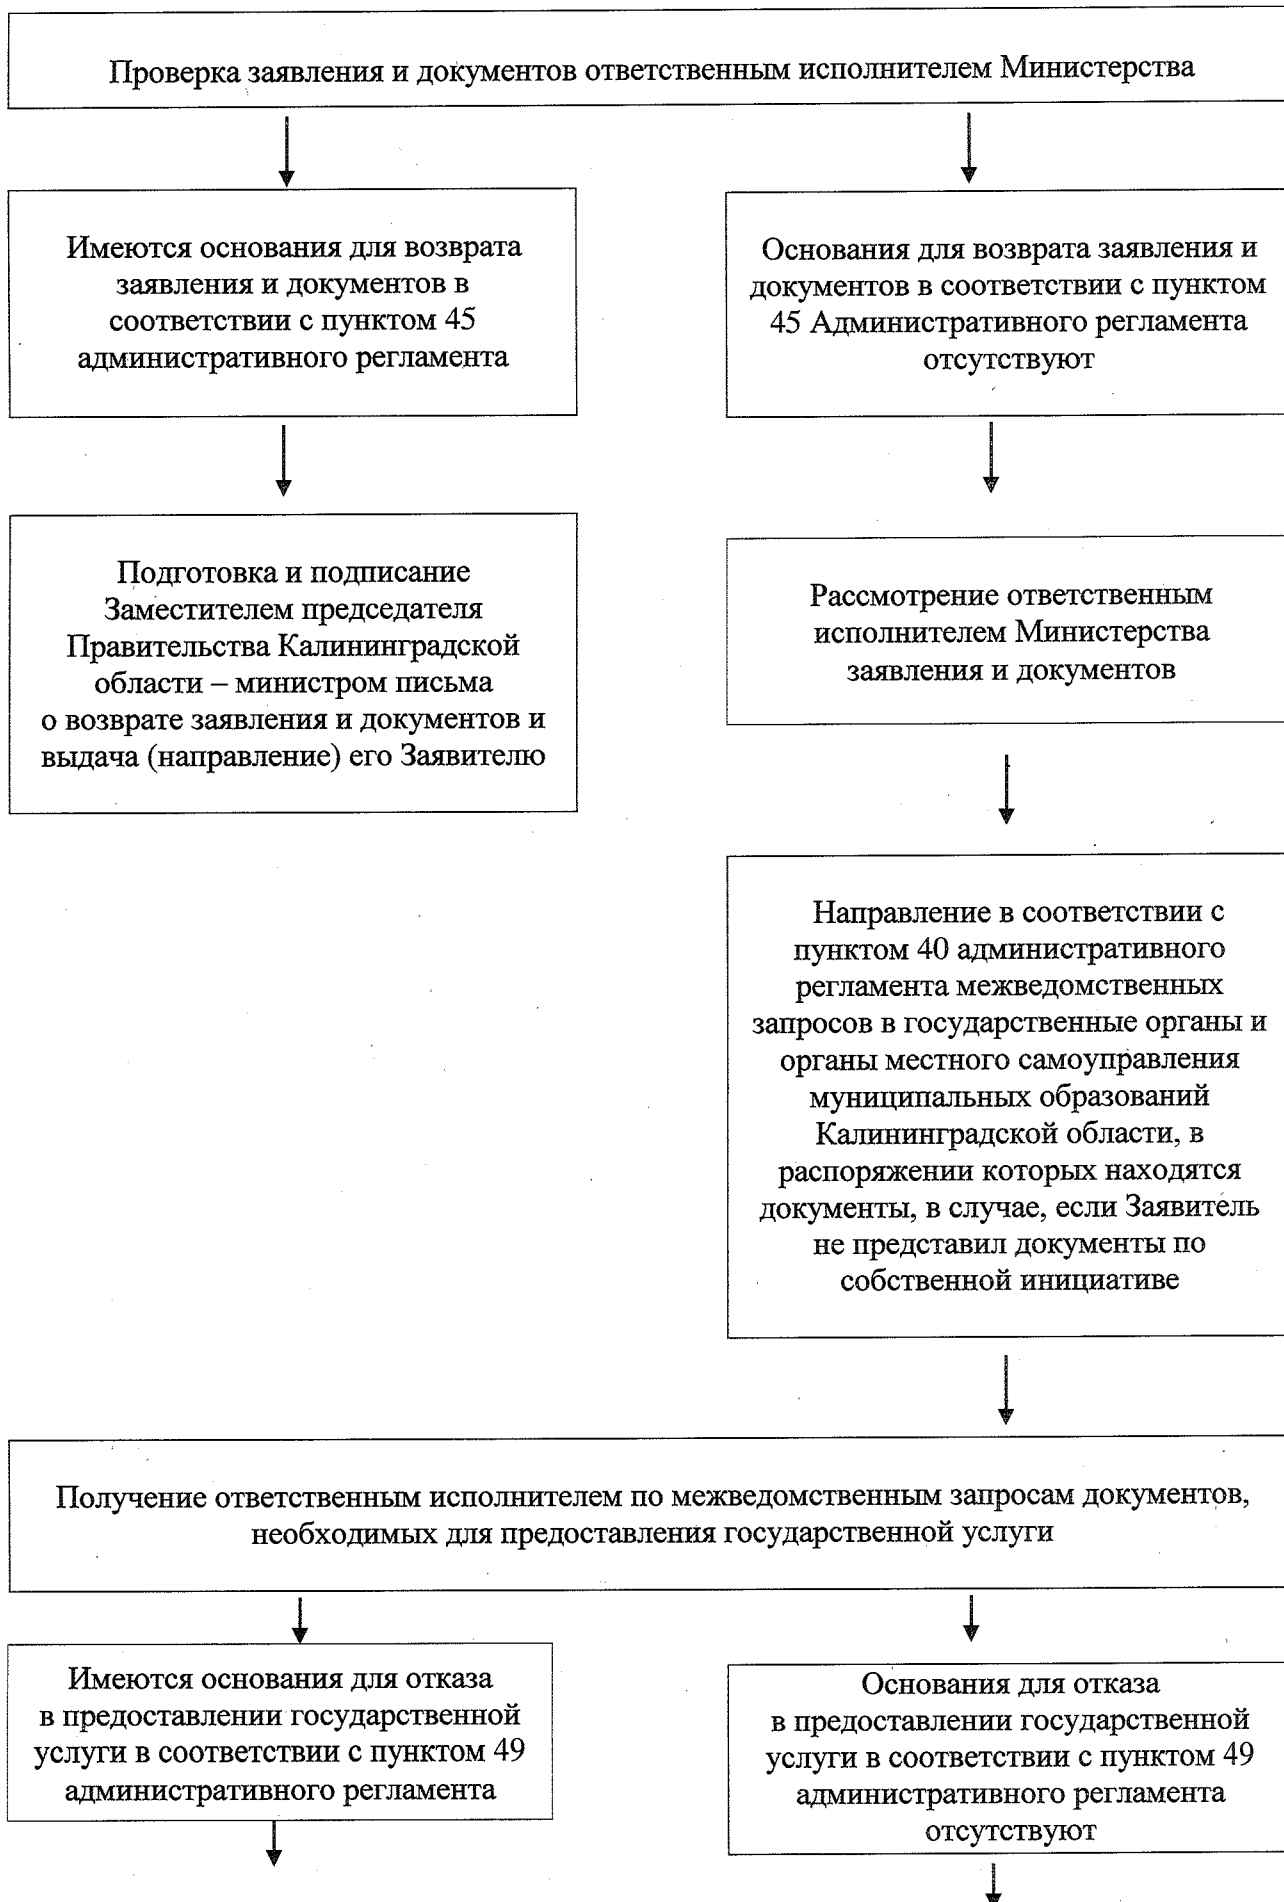 Проверка заявления и документов ответственным исполнителем Министерства
Имеются основания для возврата
заявления и документов в
соответствии с пунктом 45
административного регламента
Основания для возврата заявления и
документов в соответствии с пунктом
45 Административного регламента
отсутствуют
Подготовка и подписание
Заместителем председателя
Правительства Калининградской
области – министром письма
о возврате заявления и документов и
выдача (направление) его Заявителю
Рассмотрение ответственным
исполнителем Министерства
заявления и документов
Направление в соответствии с
пунктом 40 административного
регламента межведомственных
запросов в государственные органы и
органы местного самоуправления
муниципальных образований
Калининградской области, в
распоряжении которых находятся
документы, в случае, если Заявитель
не представил документы по
собственной инициативе
Получение ответственным исполнителем по межведомственным запросам документов,
необходимых для предоставления государственной услуги
Имеются основания для отказа
в предоставлении государственной
услуги в соответствии с пунктом 49
административного регламента
Основания для отказа
в предоставлении государственной
услуги в соответствии с пунктом 49
административного регламента
отсутствуют